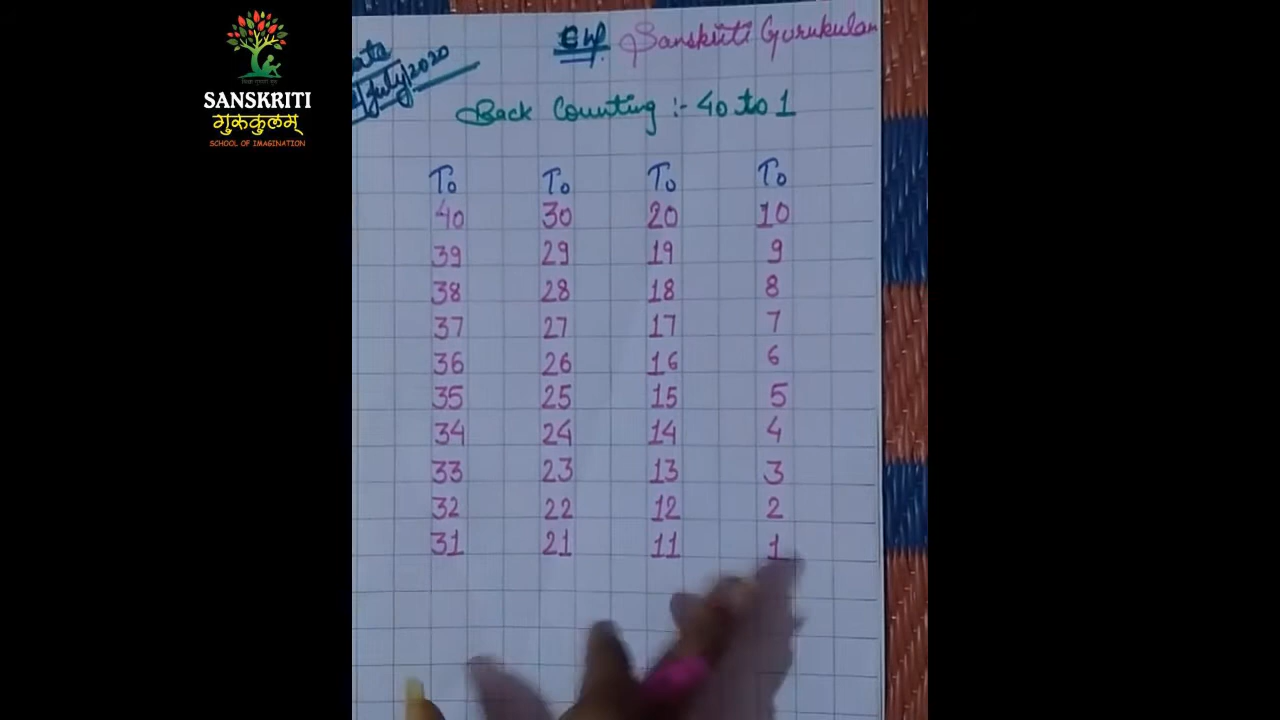 SANSKRITI
गुरुकुलम्
SCHOOL OF IMAGINATION
July 2020
C.W. Sanskriti Gurukulam
Back Counting :- 40 to 1
To To To To
40 30 20 10
39 29 19 9
38 28 18 8
37 27 17 7
36 26 16 6
35 25 15 5
34 24 14 4
33 23 13 3
32 22 12 2
31 21 11 1